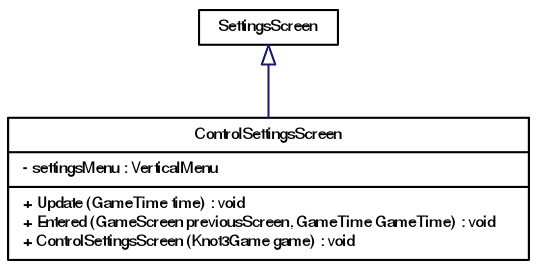 SettingsScreen
ControlSettingsScreen
- settingsMenu : VerticalMenu
+ Update (GameTime time) : void
+ Entered (GameScreen previousScreen, GameTime GameTime) : void
+ ControlSettingsScreen (Knot3Game game) : void